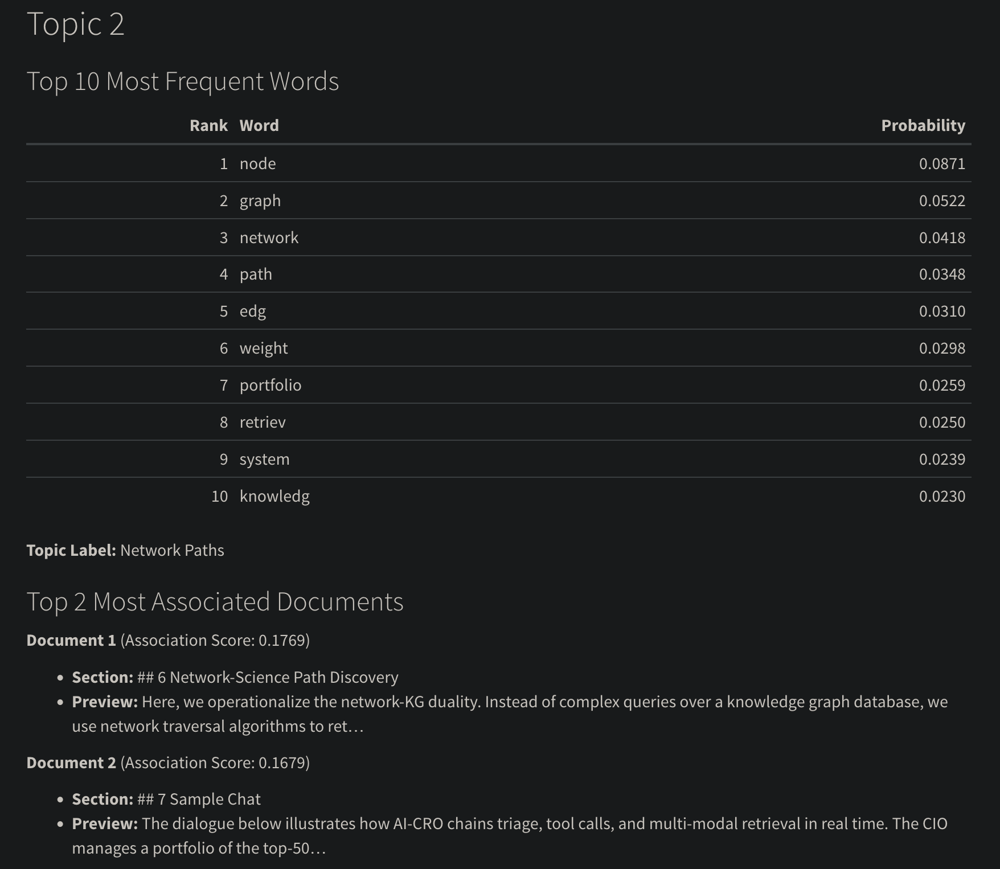 Topic 2
Top 10 Most Frequent Words
Rank Word Probability
1 node 0.0871
2 graph 0.0522
3 network 0.0418
4 path 0.0348
5 edg 0.0310
6 weight 0.0298
7 portfolio 0.0259
8 retriev 0.0250
9 system 0.0239
10 knowledg 0.0230
Topic Label: Network Paths
Top 2 Most Associated Documents
Document 1 (Association Score: 0.1769)
• Section: ## 6 Network-Science Path Discovery
• Preview: Here, we operationalize the network-KG duality. Instead of complex queries over a knowledge graph database, we
use network traversal algorithms to ret…
Document 2 (Association Score: 0.1679)
• Section: ## 7 Sample Chat
• Preview: The dialogue below illustrates how AI-CRO chains triage, tool calls, and multi-modal retrieval in real time. The CIO
manages a portfolio of the top-50…